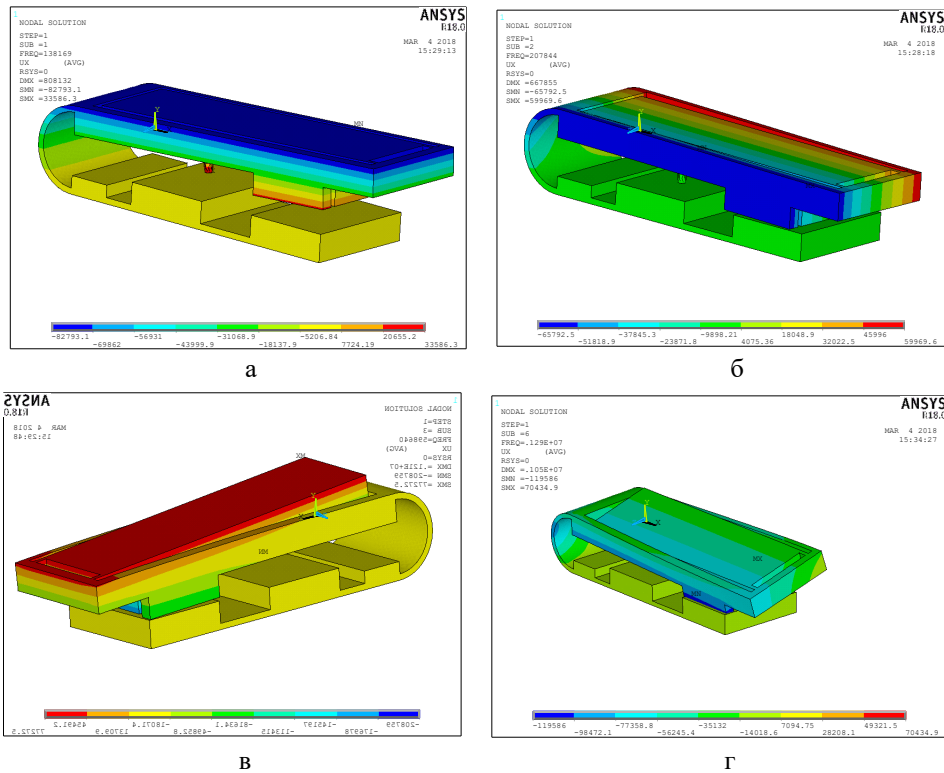 1
NODAL SOLUTION
STEP=1
SUB =1
FREQ=138169
UX (AVG)
RSYS=0
DMX =808132
SMN =-82793.1
SMX =33586.3
ANSYS
R18.0
MAR 4 2018
15:29:13
Y
MN
-82793.1 -56931 -31068.9 -5206.84 20655.2
-69862 -43999.9 -18137.9 7724.19 33586.3
а
1
NODAL SOLUTION
STEP=1
SUB =2
FREQ=207844
UX (AVG)
RSYS=0
DMX =667855
SMN =-65792.5
SMX =59969.6
ANSYS
R18.0
MAR 4 2018
15:28:18
Y
X
-65792.5 -37845.3 -9898.21 18048.9 45996
-51818.9 -23871.8 4075.36 32022.5 59969.6
б
1
NODAL SOLUTION
STEP=1
SUB =3
FREQ=598640
UX (AVG)
RSYS=0
DMX =.121E+07
SMN =-208759
SMX =77272.5
ANSYS
R18.0
MAR 4 2018
15:29:48
MX
Y
X
MN
-208759 -145197 -81634.1 -18071.4 45491.2
-176978 -113415 -49852.8 13709.9 77272.5
в
1
NODAL SOLUTION
STEP=1
SUB =6
FREQ=.129E+07
UX (AVG)
RSYS=0
DMX =.105E+07
SMN =-119586
SMX =70434.9
ANSYS
R18.0
MAR 4 2018
15:34:27
Y
X
MX
MN
-119586 -77358.8 -35132 7094.75 49321.5
-98472.1 -56245.4 -14018.6 28208.1 70434.9
г